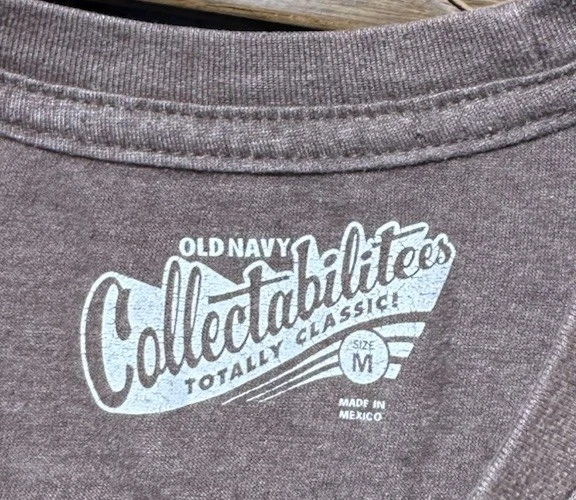 OLD NAVY
Collectabilitees
TOTALLY CLASSIC!
SIZE
M
MADE IN
MEXICO